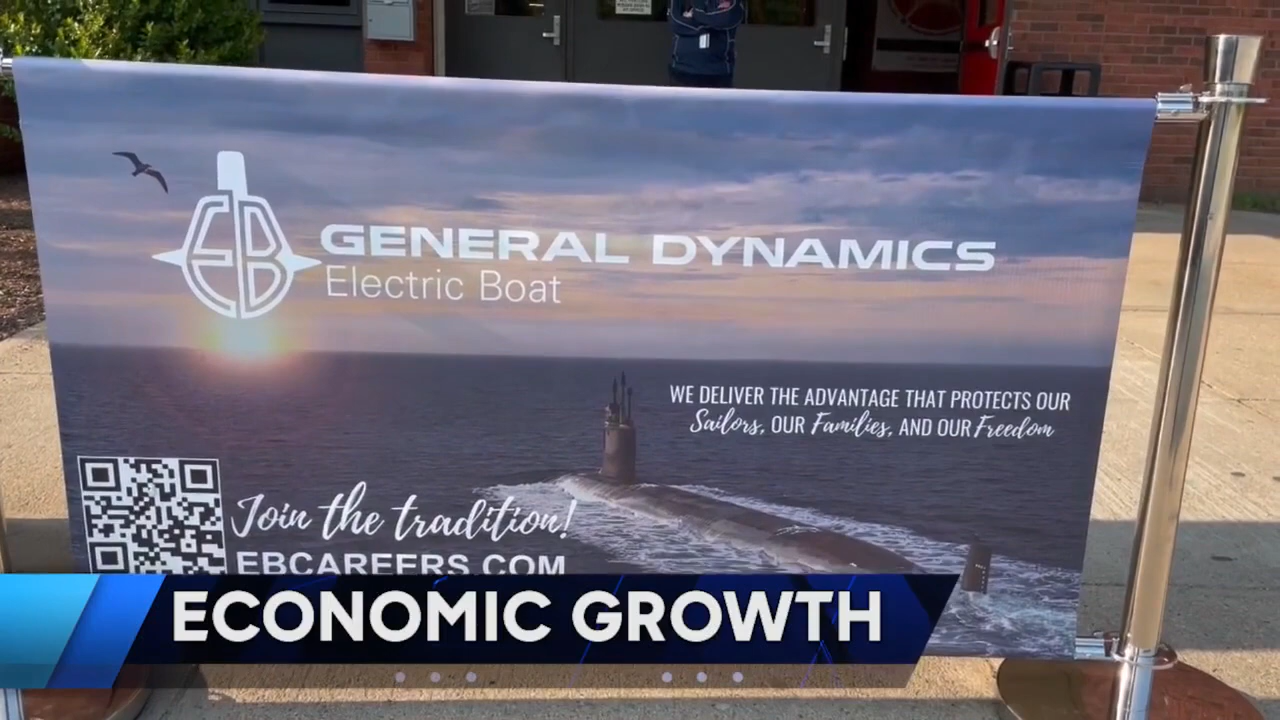 EB
GENERAL DYNAMICS
Electric Boat
WE DELIVER THE ADVANTAGE THAT PROTECTS OUR
Sailors, OUR Families, AND OUR Freedom
Join the tradition!
EBCAREERS.COM
ECONOMIC GROWTH